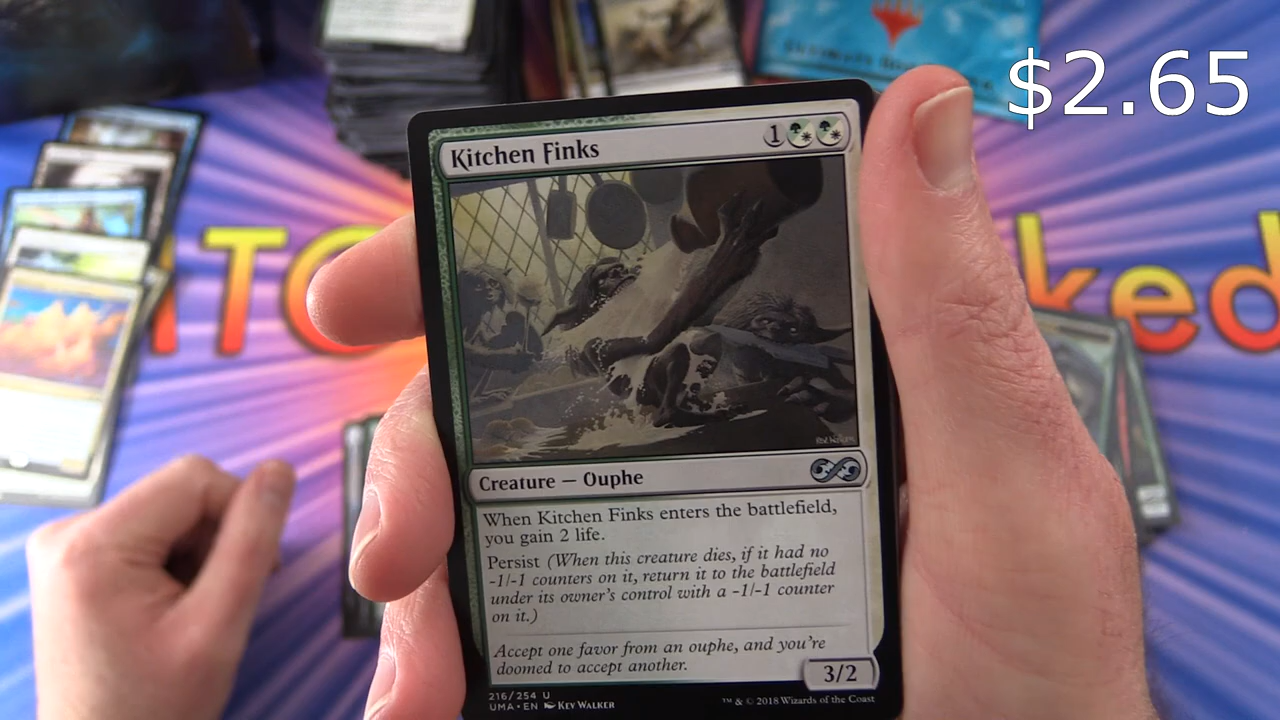 $2.65
Kitchen Finks
1
Creature — Ouphe
When Kitchen Finks enters the battlefield,
you gain 2 life.
Persist (When this creature dies, if it had no
-1/-1 counters on it, return it to the battlefield
under its owner's control with a -1/-1 counter
on it.)
Accept one favor from an ouphe, and you're
doomed to accept another.
3/2
216/254 U
UMA • EN Kev Walker
™ & © 2018 Wizards of the Coast
ked